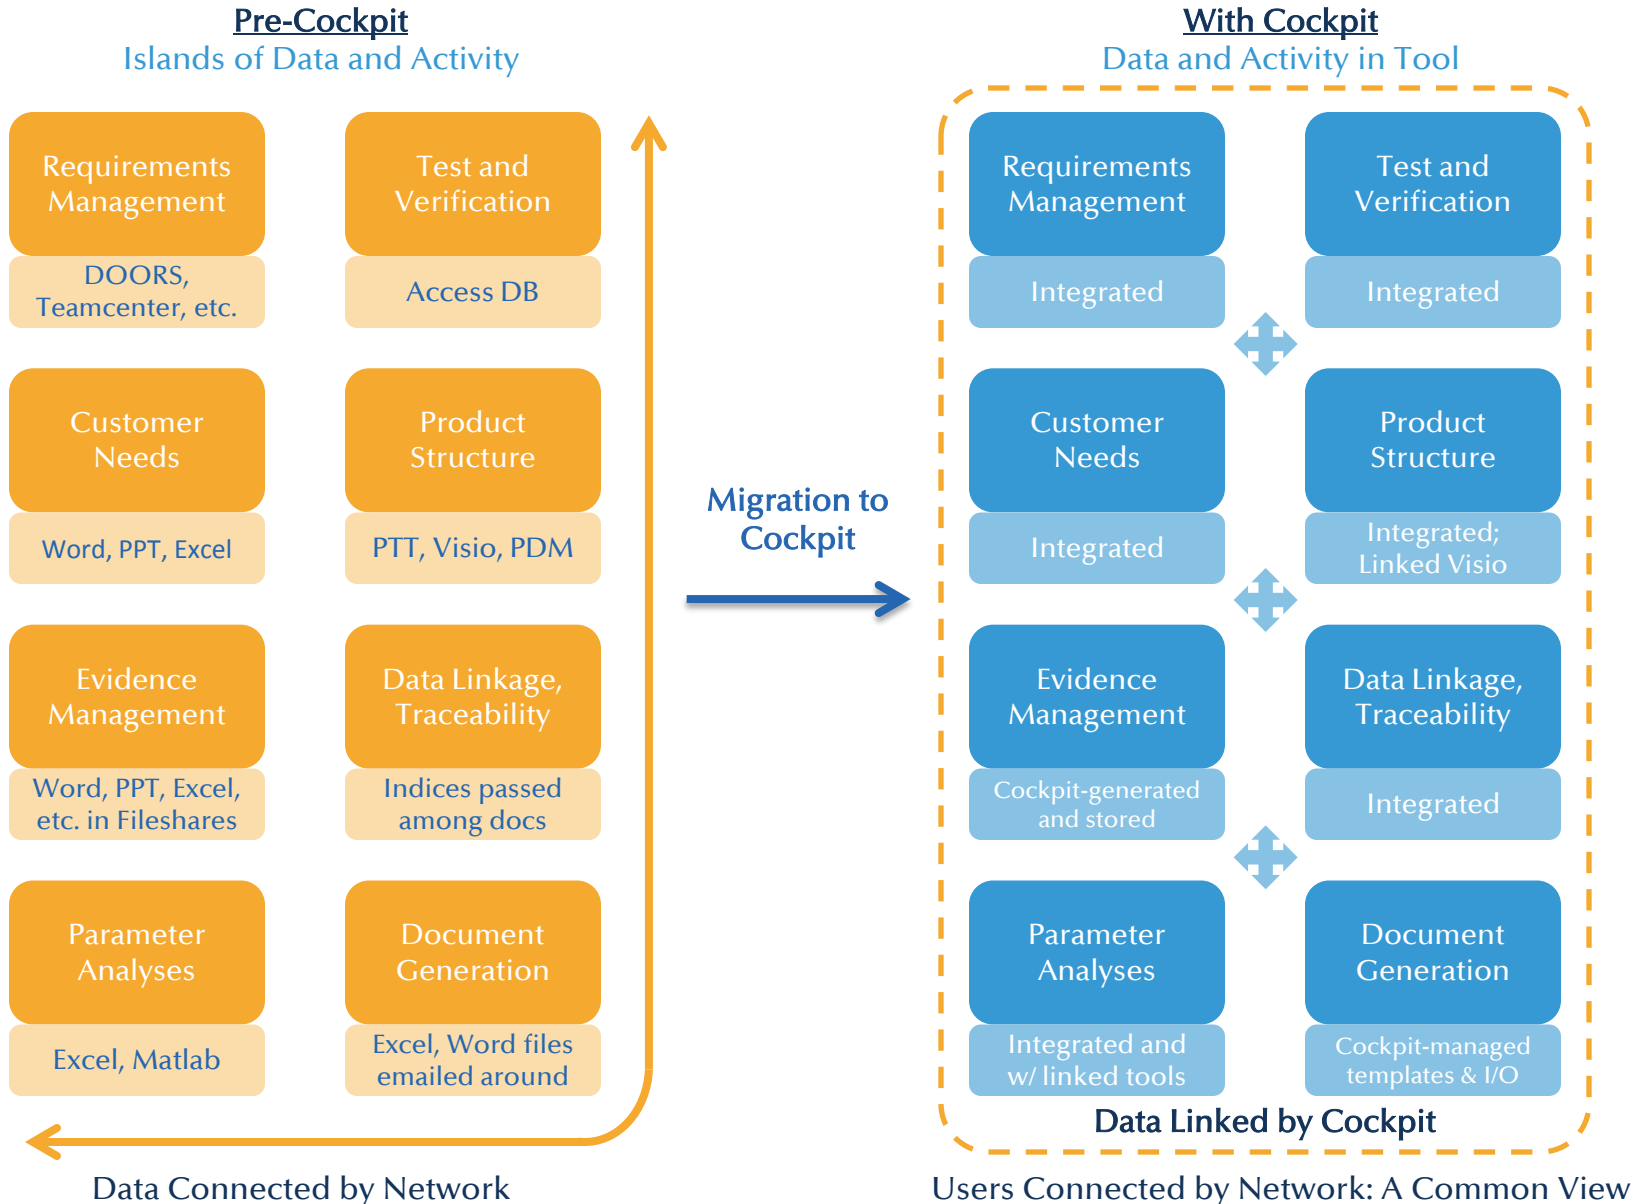 Pre-Cockpit
Islands of Data and Activity
Requirements
Management
DOORS,
Teamcenter, etc.
Test and
Verification
Access DB
Customer
Needs
Word, PPT, Excel
Product
Structure
PTT, Visio, PDM
Evidence
Management
Word, PPT, Excel,
etc. in Fileshares
Data Linkage,
Traceability
Indices passed
among docs
Parameter
Analyses
Excel, Matlab
Document
Generation
Excel, Word files
emailed around
Data Connected by Network
Migration to
Cockpit
With Cockpit
Data and Activity in Tool
Requirements
Management
Integrated
Test and
Verification
Integrated
Customer
Needs
Integrated
Product
Structure
Integrated;
Linked Visio
Evidence
Management
Cockpit-generated
and stored
Data Linkage,
Traceability
Integrated
Parameter
Analyses
Integrated and
w/ linked tools
Document
Generation
Cockpit-managed
templates & I/O
Data Linked by Cockpit
Users Connected by Network: A Common View